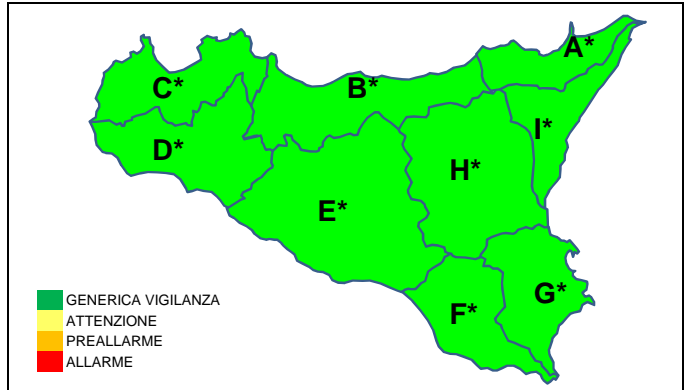 A*
C*
B*
I*
D*
H*
E*
G*
F*
GENERICA VIGILANZA
ATTENZIONE
PREALLARME
ALLARME